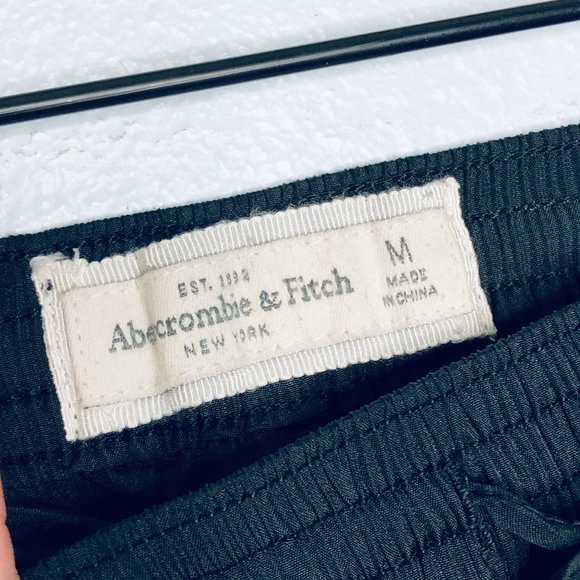 EST. 1892
Abercrombie & Fitch
NEW YORK
M
MADE
IN CHINA